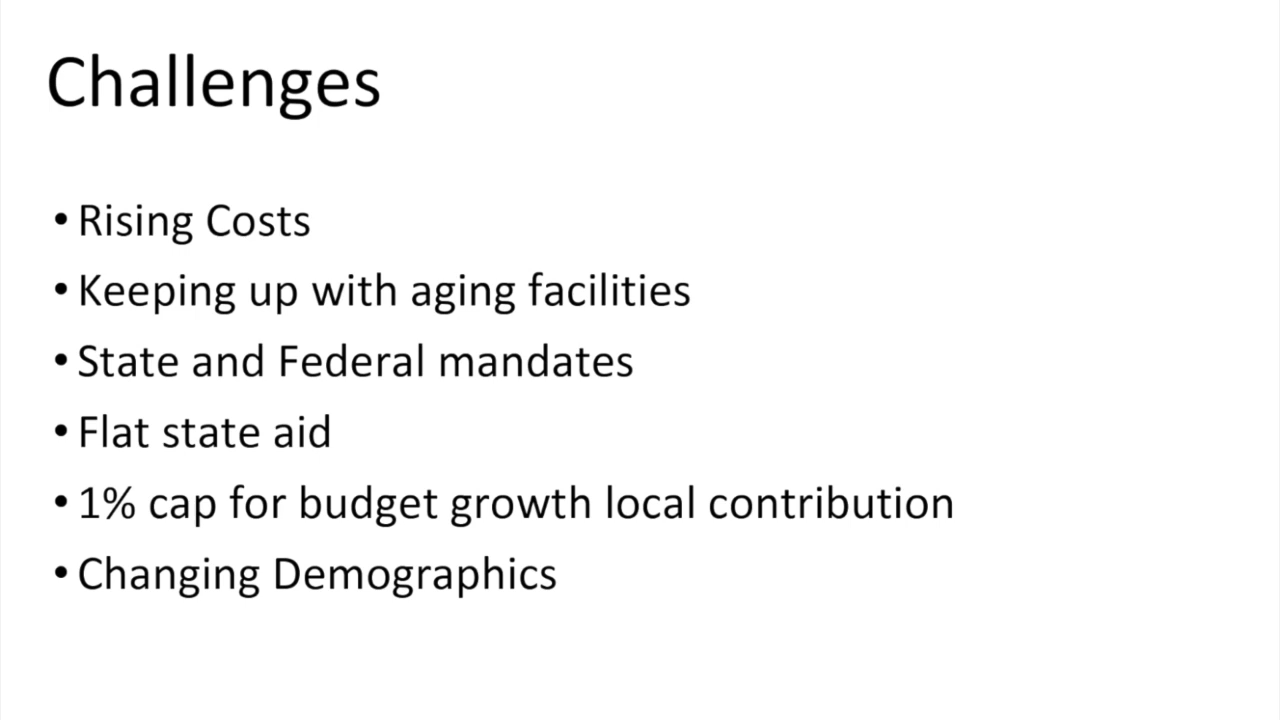 Challenges
• Rising Costs
• Keeping up with aging facilities
• State and Federal mandates
• Flat state aid
• 1% cap for budget growth local contribution
• Changing Demographics